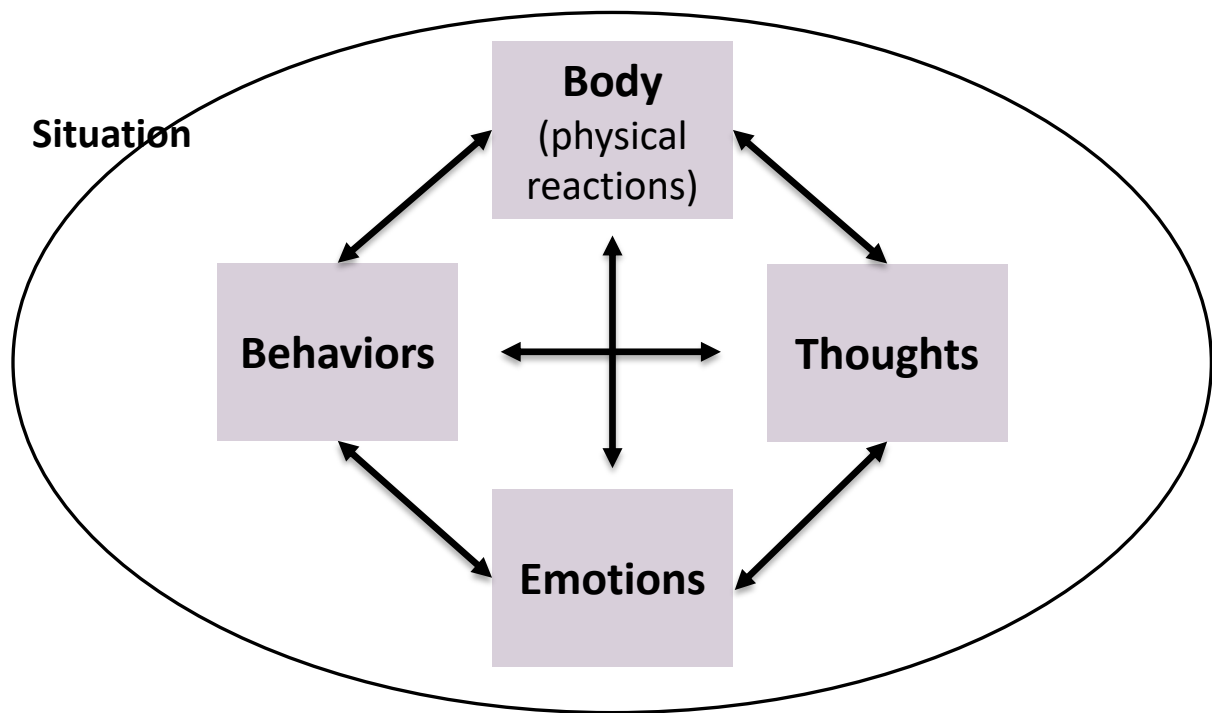 Body
Situation
(physical
reactions)
Behaviors
Thoughts
Emotions